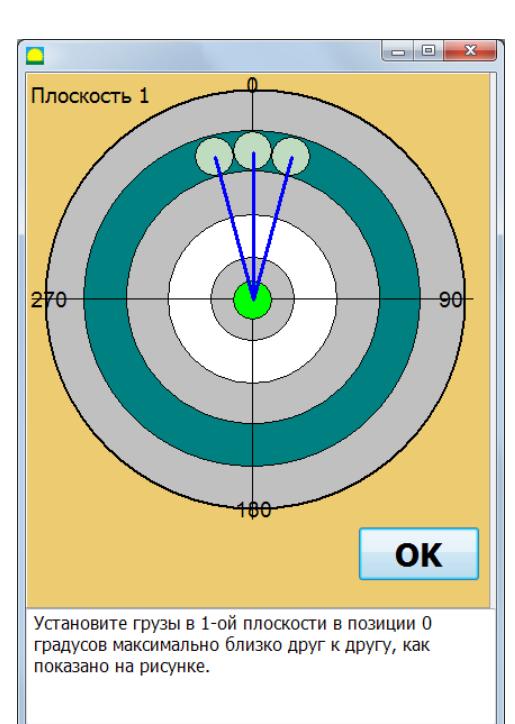 Плоскость 1
0
270
90
180
OK
Установите грузы в 1-ой плоскости в позиции 0
градусов максимально близко друг к другу, как
показано на рисунке.